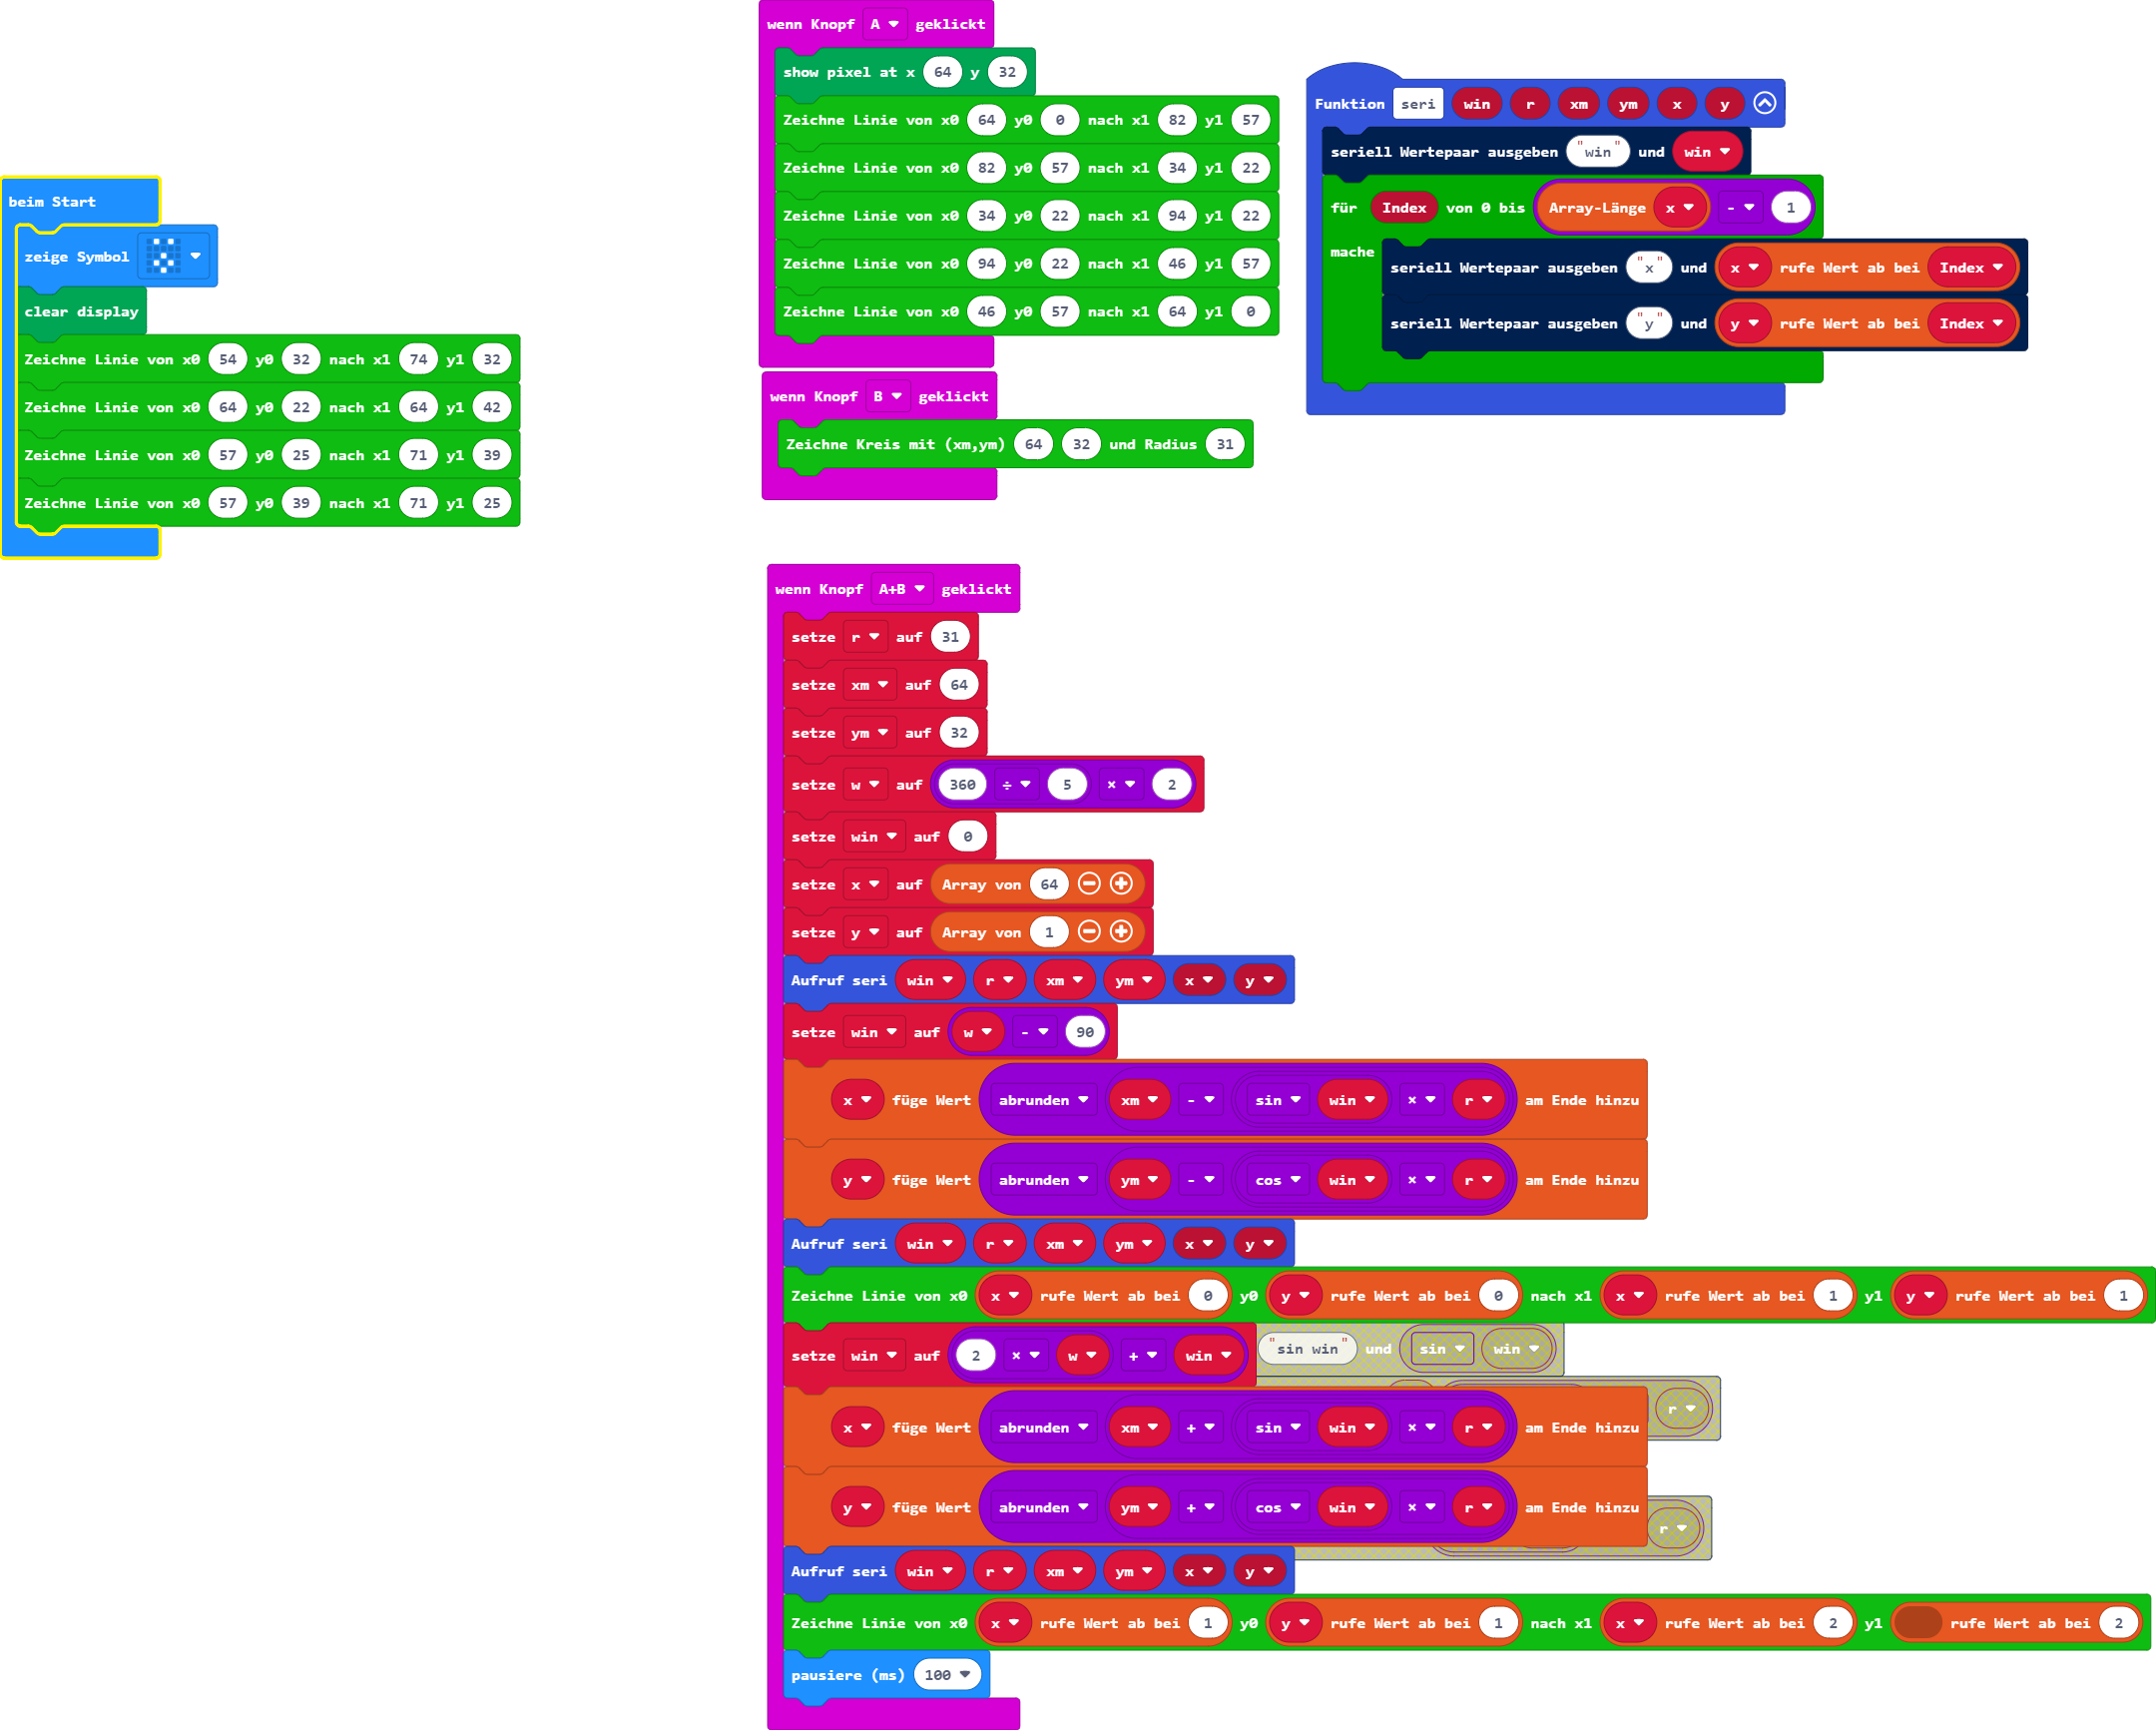 beim Start
zeige Symbol
clear display
Zeichne Linie von x0 54 y0 32 nach x1 74 y1 32
Zeichne Linie von x0 64 y0 22 nach x1 64 y1 42
Zeichne Linie von x0 57 y0 25 nach x1 71 y1 39
Zeichne Linie von x0 57 y0 39 nach x1 71 y1 25
wenn Knopf A geklickt
show pixel at x 64 y 32
Zeichne Linie von x0 64 y0 0 nach x1 82 y1 57
Zeichne Linie von x0 82 y0 57 nach x1 34 y1 22
Zeichne Linie von x0 34 y0 22 nach x1 94 y1 22
Zeichne Linie von x0 94 y0 22 nach x1 46 y1 57
Zeichne Linie von x0 46 y0 57 nach x1 64 y1 0
wenn Knopf B geklickt
Zeichne Kreis mit (xm,ym) 64 32 und Radius 31
Funktion seri win r xm ym x y
seriell Wertepaar ausgeben "win" und win
für Index von 0 bis Array-Länge x - 1
mache
seriell Wertepaar ausgeben "x" und x rufe Wert ab bei Index
seriell Wertepaar ausgeben "y" und y rufe Wert ab bei Index
wenn Knopf A+B geklickt
setze r auf 31
setze xm auf 64
setze ym auf 32
setze w auf 360 ÷ 5 × 2
setze win auf 0
setze x auf Array von 64
setze y auf Array von 1
Aufruf seri win r xm ym x y
setze win auf w - 90
x füge Wert abrunden xm - sin win × r am Ende hinzu
y füge Wert abrunden ym - cos win × r am Ende hinzu
Aufruf seri win r xm ym x y
Zeichne Linie von x0 x rufe Wert ab bei 0 y0 y rufe Wert ab bei 0 nach x1 x rufe Wert ab bei 1 y1 y rufe Wert ab bei 1
setze win auf 2 × w + win "sin win" und sin win
x füge Wert abrunden xm + sin win × r am Ende hinzu r
y füge Wert abrunden ym + cos win × r am Ende hinzu r
Aufruf seri win r xm ym x y
Zeichne Linie von x0 x rufe Wert ab bei 1 y0 y rufe Wert ab bei 1 nach x1 x rufe Wert ab bei 2 y1 rufe Wert ab bei 2
pausiere (ms) 100